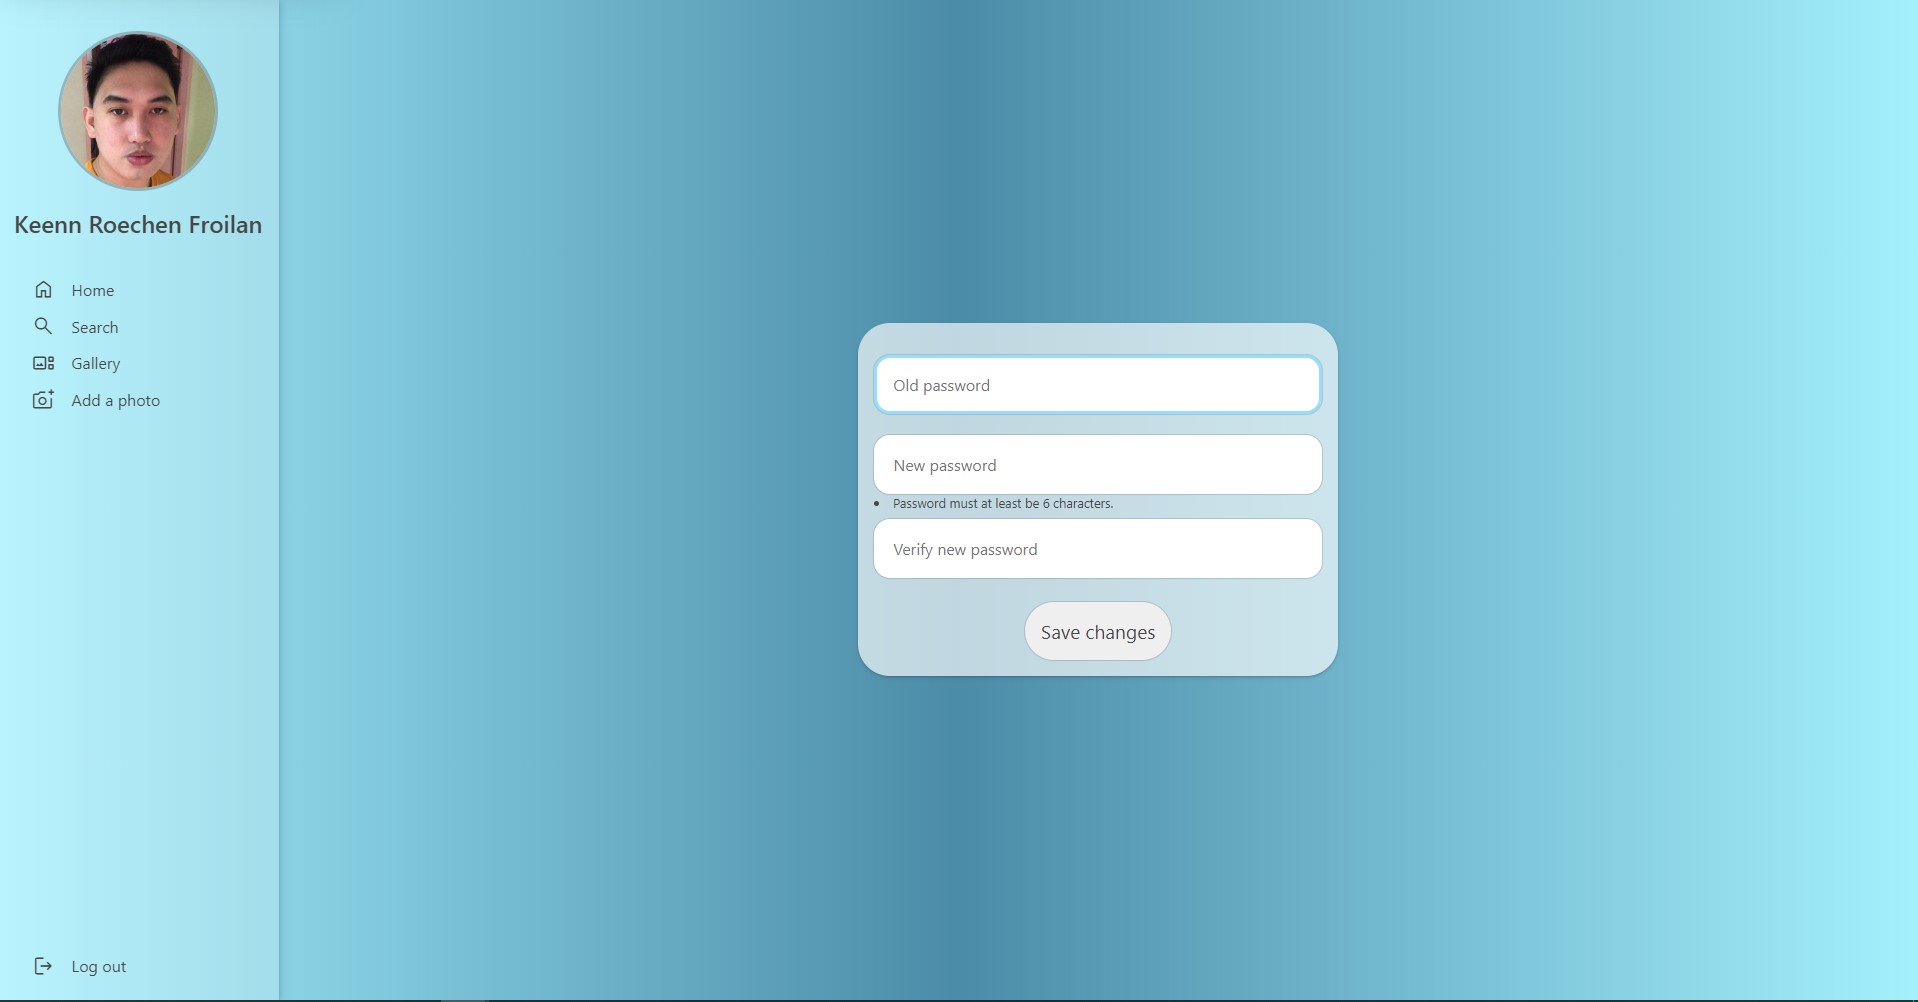 Keenn Roechen Froilan
Home
Search
Gallery
Add a photo
Log out
Old password
New password
• Password must at least be 6 characters.
Verify new password
Save changes